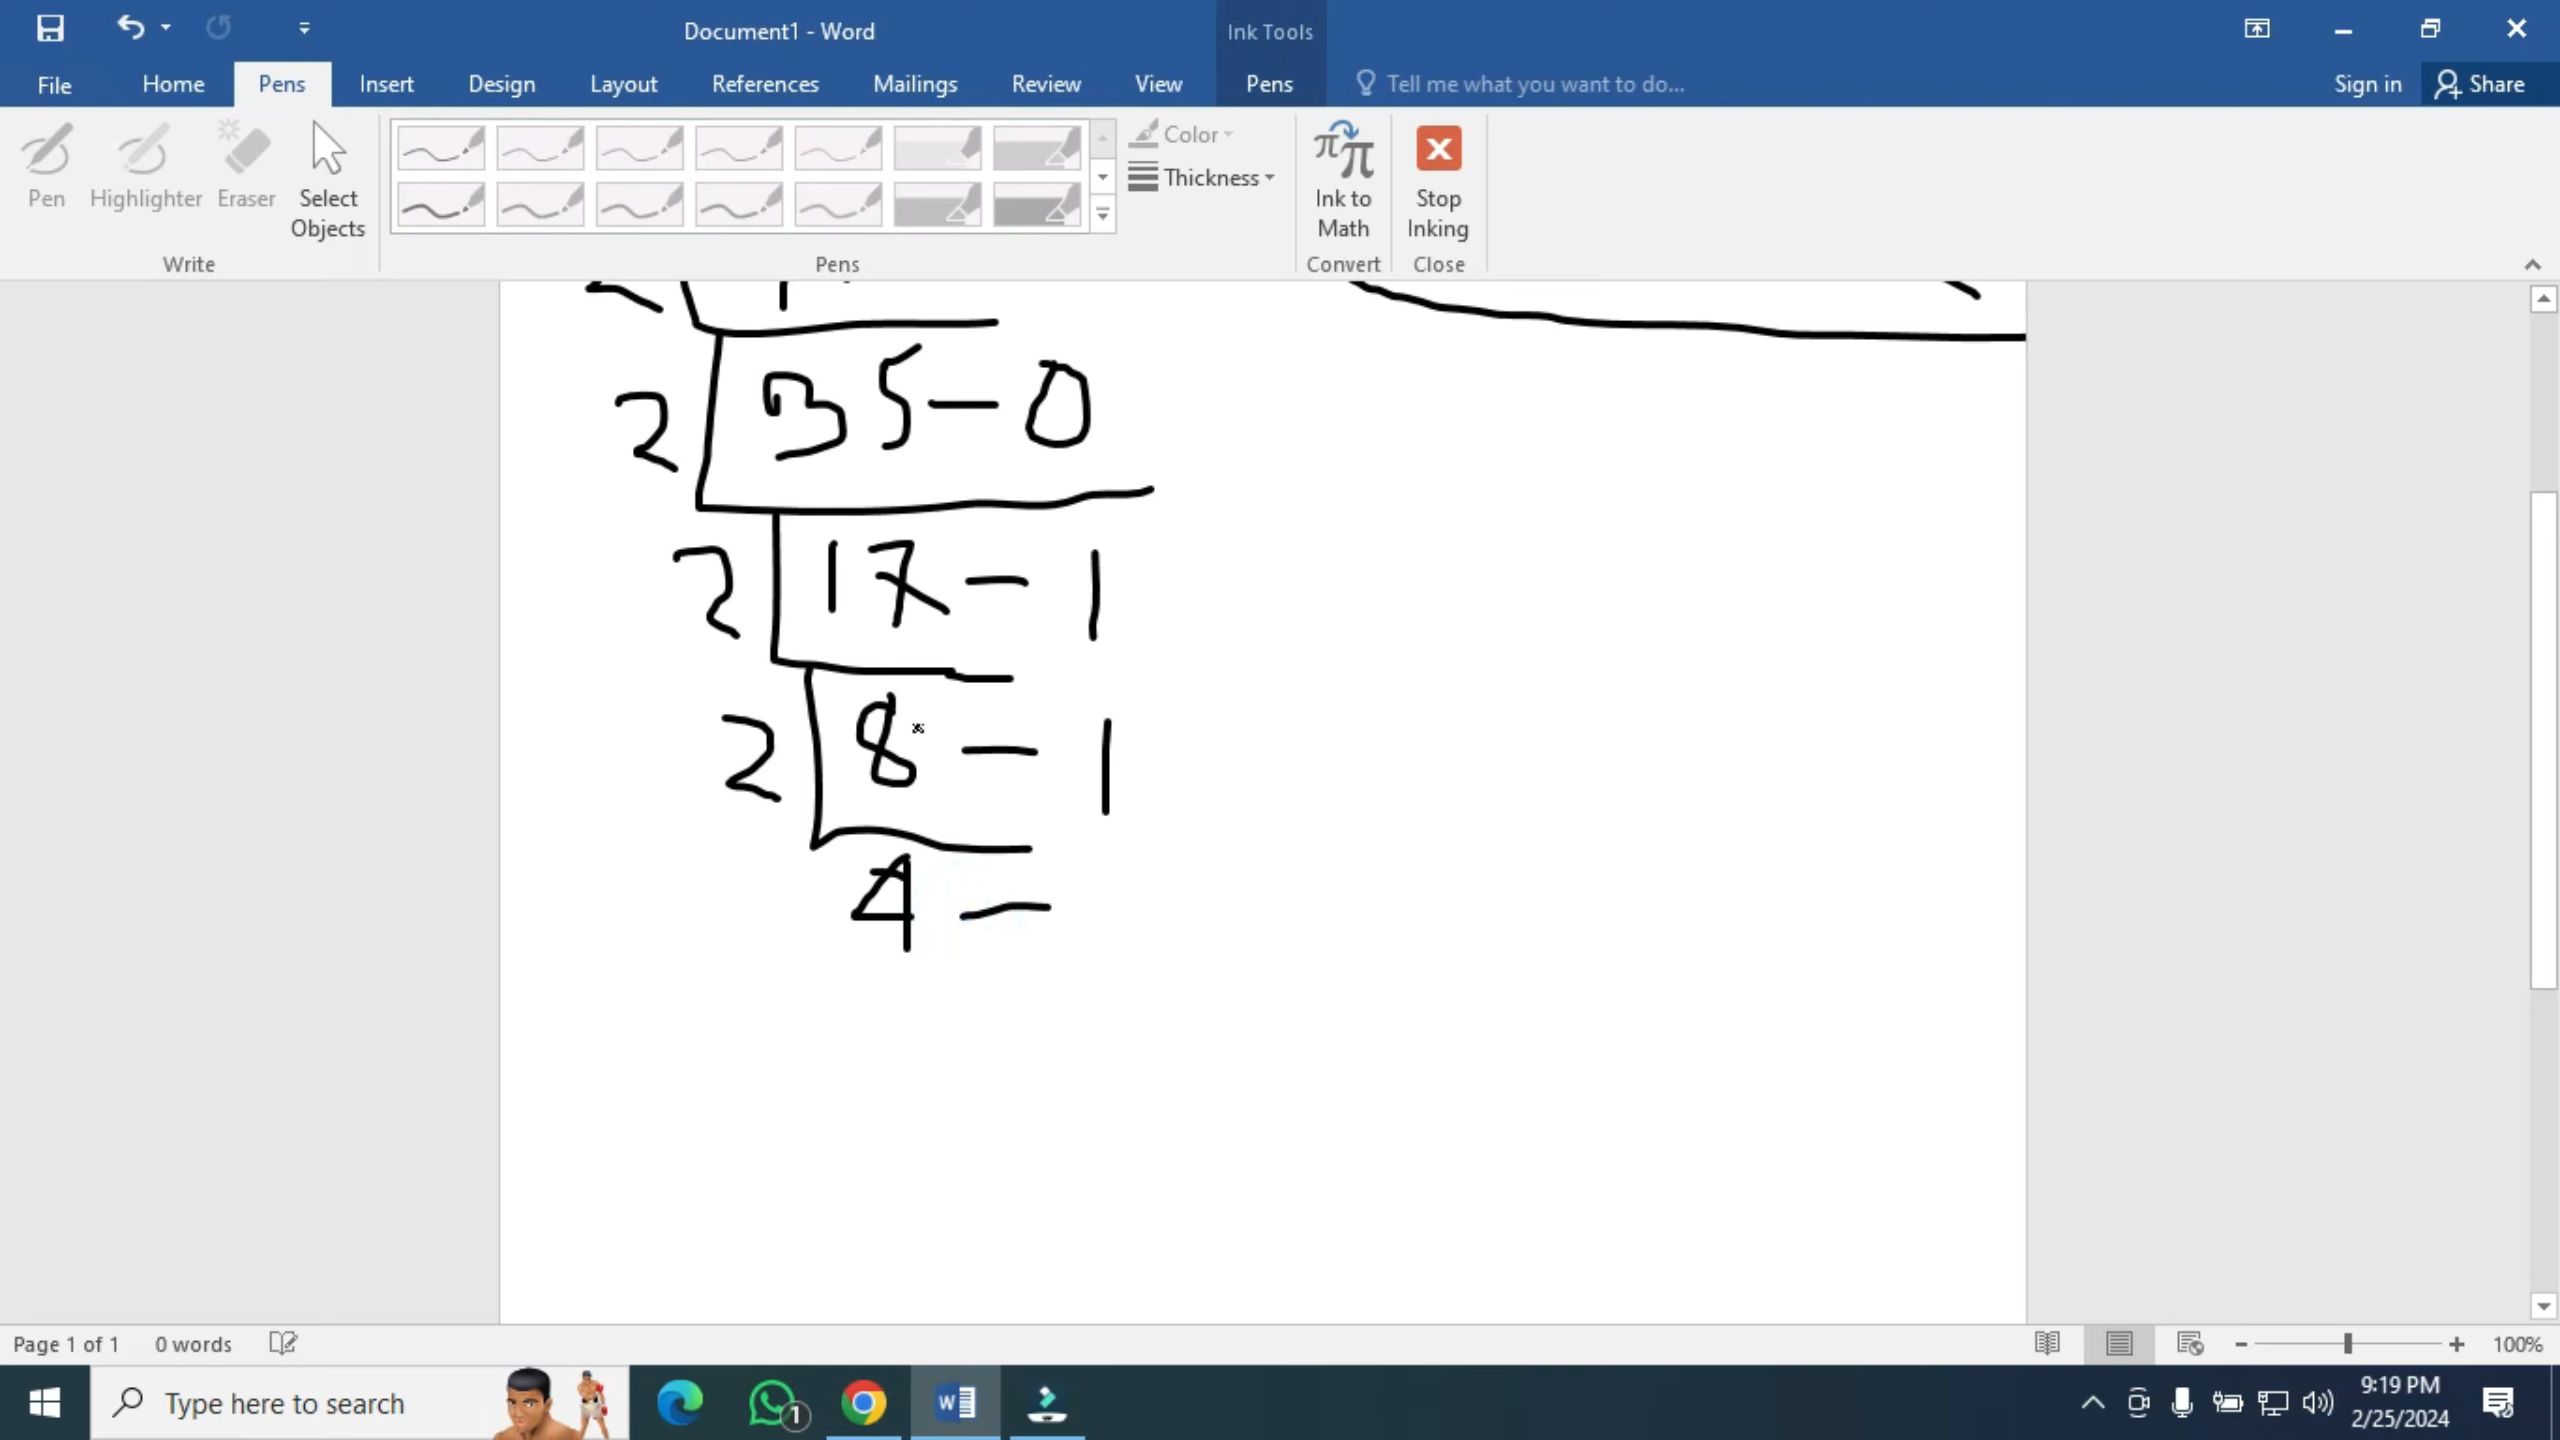 Document1 - Word
Ink Tools
File Home Pens Insert Design Layout References Mailings Review View Pens Tell me what you want to do... Sign in Share
Pen Highlighter Eraser Select Objects
Color
Thickness
Ink to Math
Stop Inking
Write Pens Convert Close
2 35 - 0
2 17 - 1
2 8 - 1
4 -
Page 1 of 1 0 words 100%
Type here to search
1
9:19 PM
2/25/2024